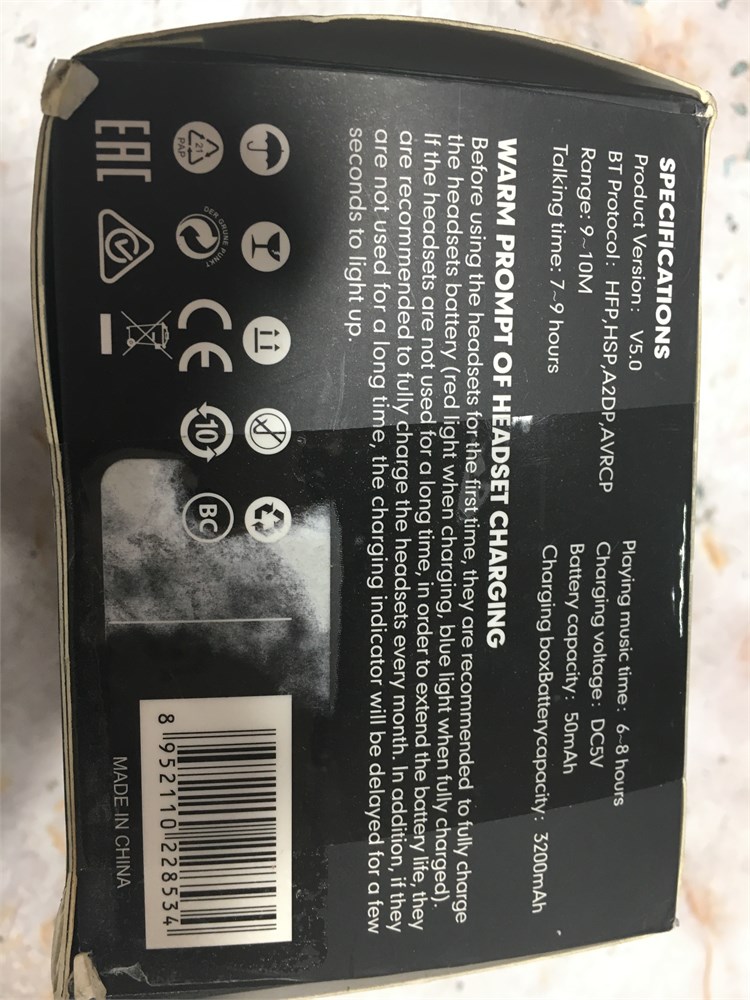 SPECIFICATIONS
Product Version: V5.0
BT Protocol: HFP,HSP,A2DP,AVRCP
Range: 9~10M
Talking time: 7~9 hours
Playing music time: 6~8 hours
Charging voltage: DC5V
Battery capacity: 50mAh
Charging boxBatterycapacity: 3200mAh
WARM PROMPT OF HEADSET CHARGING
Before using the headsets for the first time, they are recommended to fully charge
the headsets battery (red light when charging, blue light when fully charged).
If the headsets are not used for a long time, in order to extend the battery life, they
are recommended to fully charge the headsets every month. In addition, if they
are not used for a long time, the charging indicator will be delayed for a few
seconds to light up.
21
PAP
DER GRÜNE PUNKT
CE
10
BC
EAC
8 952110 228534
MADE IN CHINA